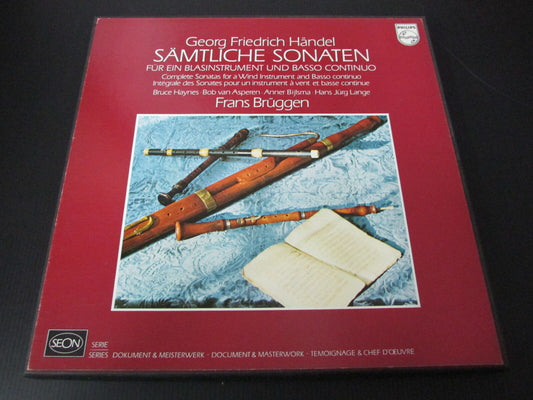 Georg Friedrich Händel
PHILIPS
SÄMTLICHE SONATEN
FÜR EIN BLASINSTRUMENT UND BASSO CONTINUO
Complete Sonatas for a Wind Instrument and Basso continuo
Intégrale des Sonates pour un instrument à vent et basse continue
Bruce Haynes · Bob van Asperen · Anner Bijlsma · Hans Jürg Lange
Frans Brüggen
SEON
SERIE
SERIES DOKUMENT & MEISTERWERK · DOCUMENT & MASTERWORK · TEMOIGNAGE & CHEF D'ŒUVRE